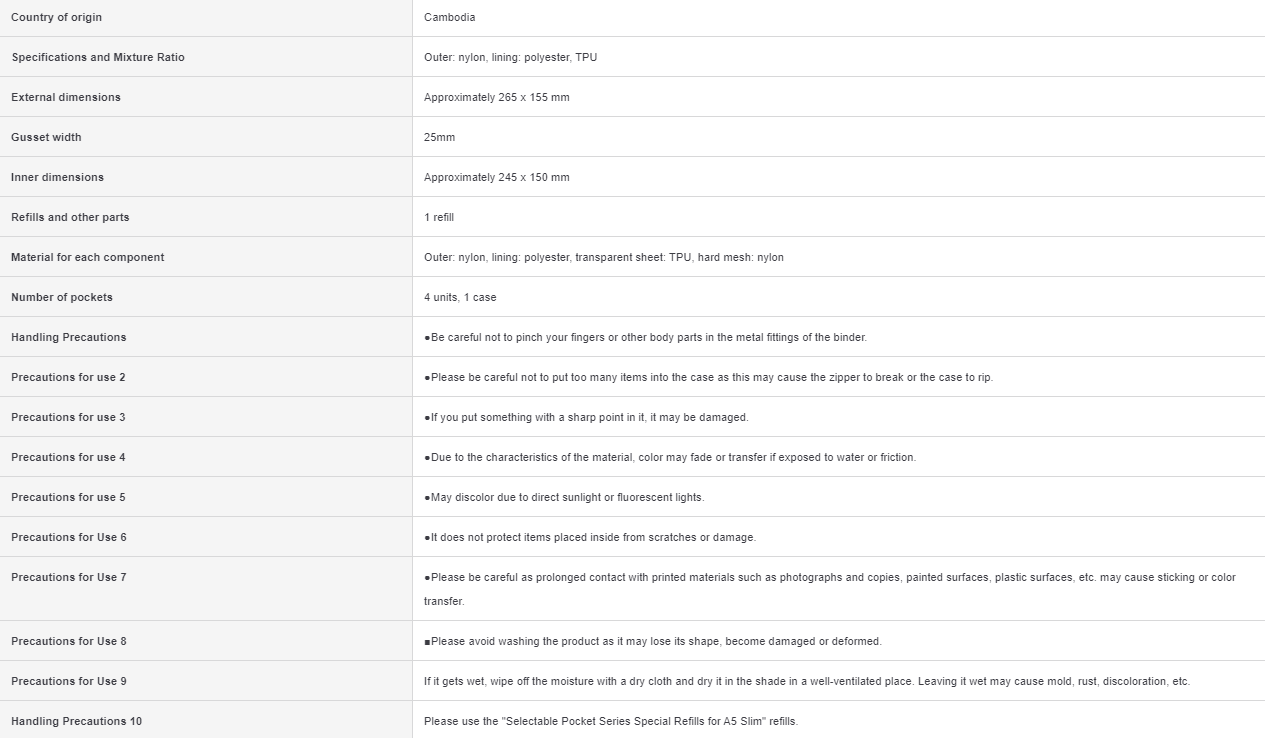 Country of origin Cambodia
Specifications and Mixture Ratio Outer: nylon, lining: polyester, TPU
External dimensions Approximately 265 x 155 mm
Gusset width 25mm
Inner dimensions Approximately 245 x 150 mm
Refills and other parts 1 refill
Material for each component Outer: nylon, lining: polyester, transparent sheet: TPU, hard mesh: nylon
Number of pockets 4 units, 1 case
Handling Precautions ●Be careful not to pinch your fingers or other body parts in the metal fittings of the binder.
Precautions for use 2 ●Please be careful not to put too many items into the case as this may cause the zipper to break or the case to rip.
Precautions for use 3 ●If you put something with a sharp point in it, it may be damaged.
Precautions for use 4 ●Due to the characteristics of the material, color may fade or transfer if exposed to water or friction.
Precautions for use 5 ●May discolor due to direct sunlight or fluorescent lights.
Precautions for Use 6 ●It does not protect items placed inside from scratches or damage.
Precautions for Use 7 ●Please be careful as prolonged contact with printed materials such as photographs and copies, painted surfaces, plastic surfaces, etc. may cause sticking or color
transfer.
Precautions for Use 8 ■Please avoid washing the product as it may lose its shape, become damaged or deformed.
Precautions for Use 9 If it gets wet, wipe off the moisture with a dry cloth and dry it in the shade in a well-ventilated place. Leaving it wet may cause mold, rust, discoloration, etc.
Handling Precautions 10 Please use the "Selectable Pocket Series Special Refills for A5 Slim" refills.